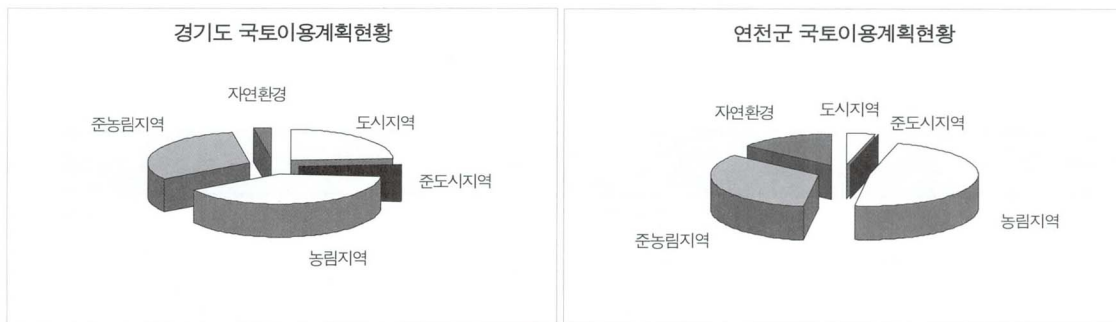 경기도 국토이용계획현황
자연환경
준농림지역
도시지역
준도시지역
농림지역
연천군 국토이용계획현황
자연환경
도시지역
준도시지역
준농림지역
농림지역